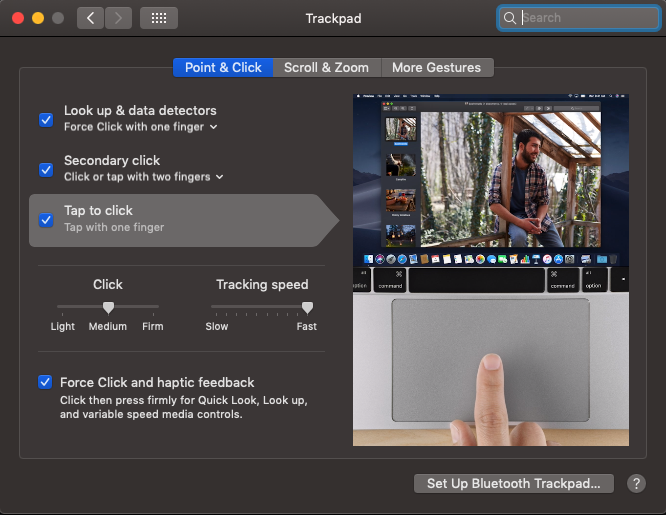 Trackpad
Search
Point & Click
Scroll & Zoom
More Gestures
Look up & data detectors
Force Click with one finger
Secondary click
Click or tap with two fingers
Tap to click
Tap with one finger
Click
Light
Medium
Firm
Tracking speed
Slow
Fast
Force Click and haptic feedback
Click then press firmly for Quick Look, Look up,
and variable speed media controls.
option
⌘
command
⌘
command
alt
option
Set Up Bluetooth Trackpad...
?